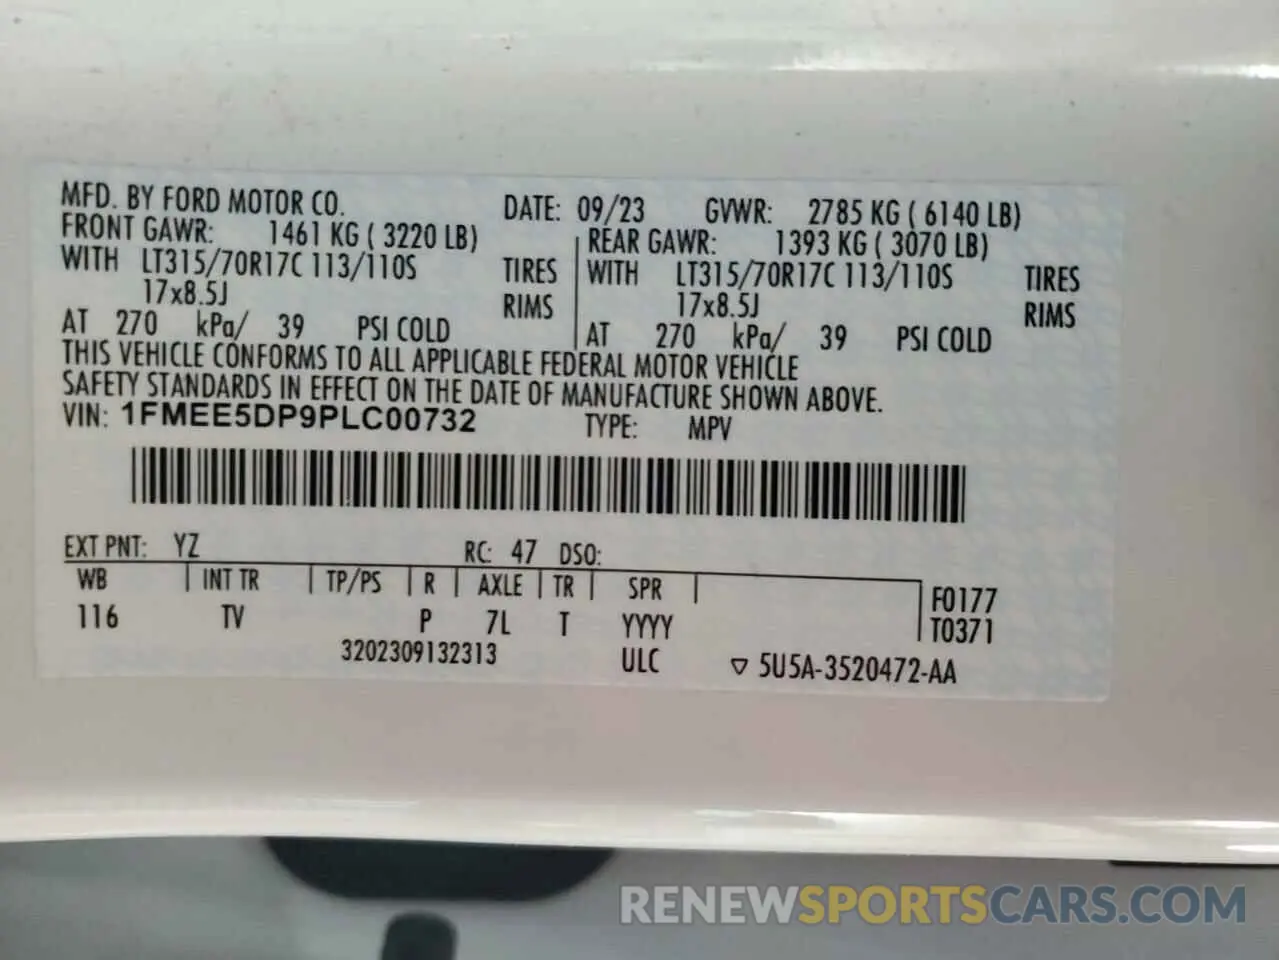 MFD. BY FORD MOTOR CO. DATE: 09/23 GVWR: 2785 KG ( 6140 LB)
FRONT GAWR: 1461 KG ( 3220 LB) REAR GAWR: 1393 KG ( 3070 LB)
WITH LT315/70R17C 113/110S TIRES WITH LT315/70R17C 113/110S TIRES
17x8.5J RIMS 17x8.5J RIMS
AT 270 kPa/ 39 PSI COLD AT 270 kPa/ 39 PSI COLD
THIS VEHICLE CONFORMS TO ALL APPLICABLE FEDERAL MOTOR VEHICLE
SAFETY STANDARDS IN EFFECT ON THE DATE OF MANUFACTURE SHOWN ABOVE.
VIN: 1FMEE5DP9PLC00732 TYPE: MPV
EXT PNT: YZ RC: 47 DSO:
WB INT TR TP/PS R AXLE TR SPR F0177
116 TV P 7L T YYYY T0371
3202309132313 ULC ▽ 5U5A-3520472-AA
RENEWSPORTSCARS.COM